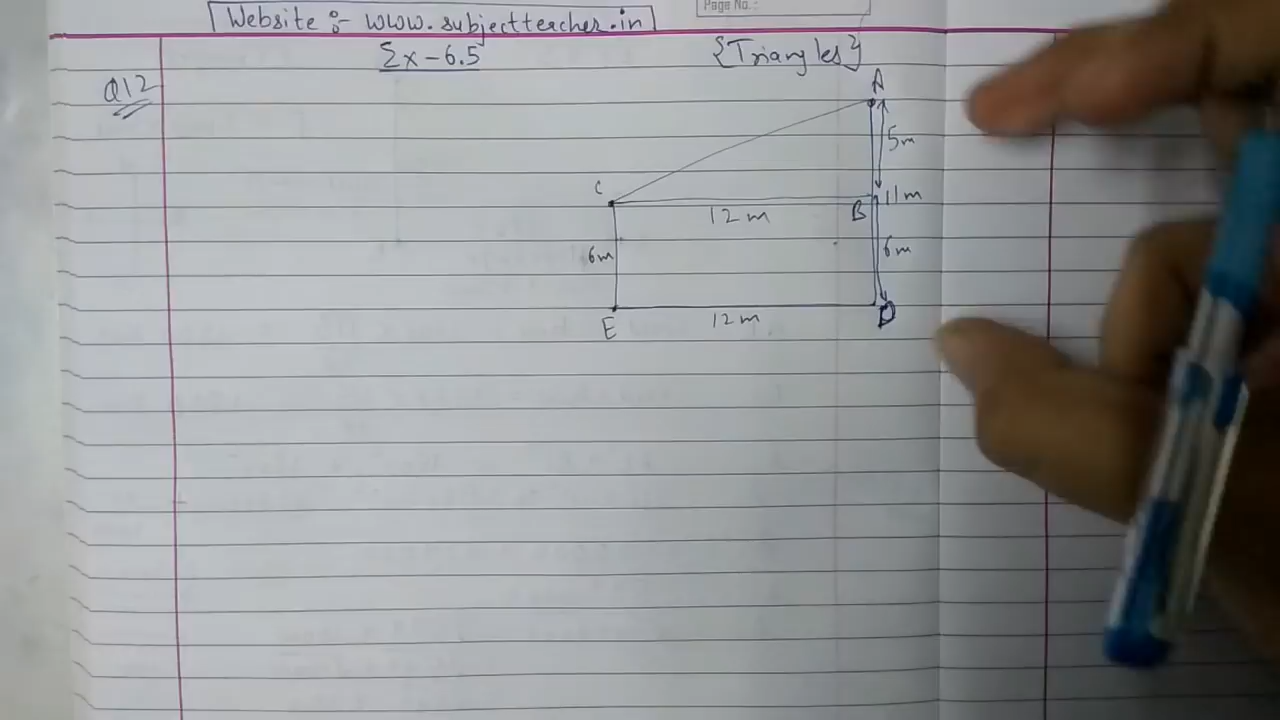 Page No.:
Website :- www.subjectteacher.in
Ex-6.5 {Triangles}
Q12
A
5m
C
11m
12 m
B
6m
6m
E
12 m
D